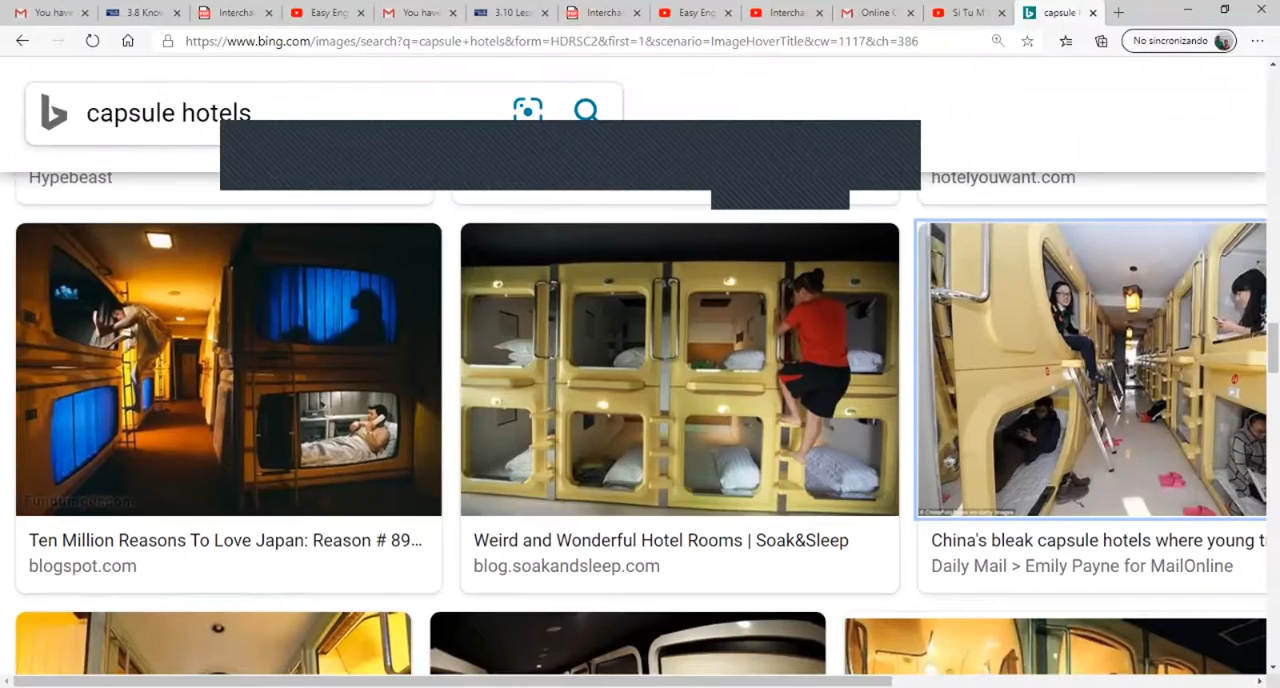 You have
3.8 Know
Intercha
Easy Eng
You have
3.10 Les
Intercha
Easy Eng
Intercha
Online C
Si Tu M
capsule
https://www.bing.com/images/search?q=capsule+hotels&form=HDRSC2&first=1&scenario=ImageHoverTitle&cw=1117&ch=386
No sincronizando
capsule hotels
Hypebeast
hotelyouwant.com
Fundumper.com
Ten Million Reasons To Love Japan: Reason # 89...
blogspot.com
Weird and Wonderful Hotel Rooms | Soak&Sleep
blog.soakandsleep.com
China's bleak capsule hotels where young t
Daily Mail > Emily Payne for MailOnline